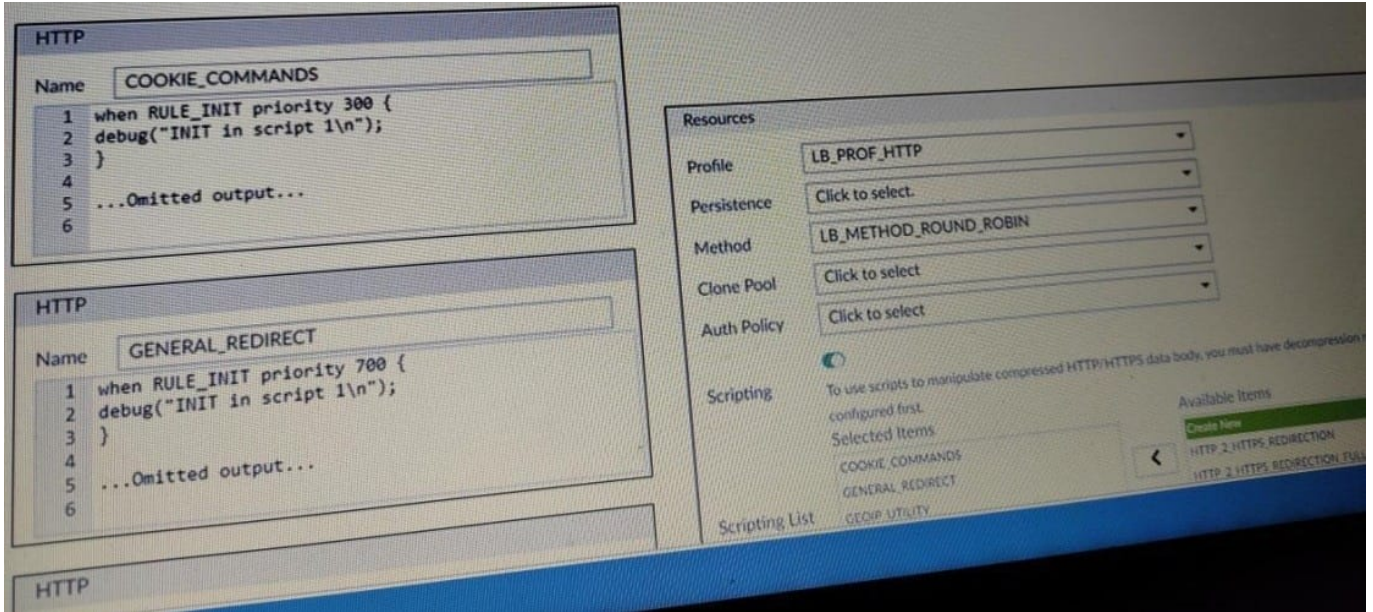 HTTP
Name COOKIE_COMMANDS
1 when RULE_INIT priority 300 {
2 debug("INIT in script 1\n");
3 }
4
5 ...Omitted output...
6
HTTP
Name GENERAL_REDIRECT
1 when RULE_INIT priority 700 {
2 debug("INIT in script 1\n");
3 }
4
5 ...Omitted output...
6
HTTP
Resources
Profile LB_PROF_HTTP
Persistence Click to select.
Method LB_METHOD_ROUND_ROBIN
Clone Pool Click to select
Auth Policy Click to select
Scripting
To use scripts to manipulate compressed HTTP/HTTPS data body, you must have decompression
configured first.
Selected Items
COOKIE_COMMANDS
GENERAL_REDIRECT
GEOIP_UTILITY
Scripting List
Available Items
Create New
HTTP_2_HTTPS_REDIRECTION
HTTP_2_HTTPS_REDIRECTION_FULL